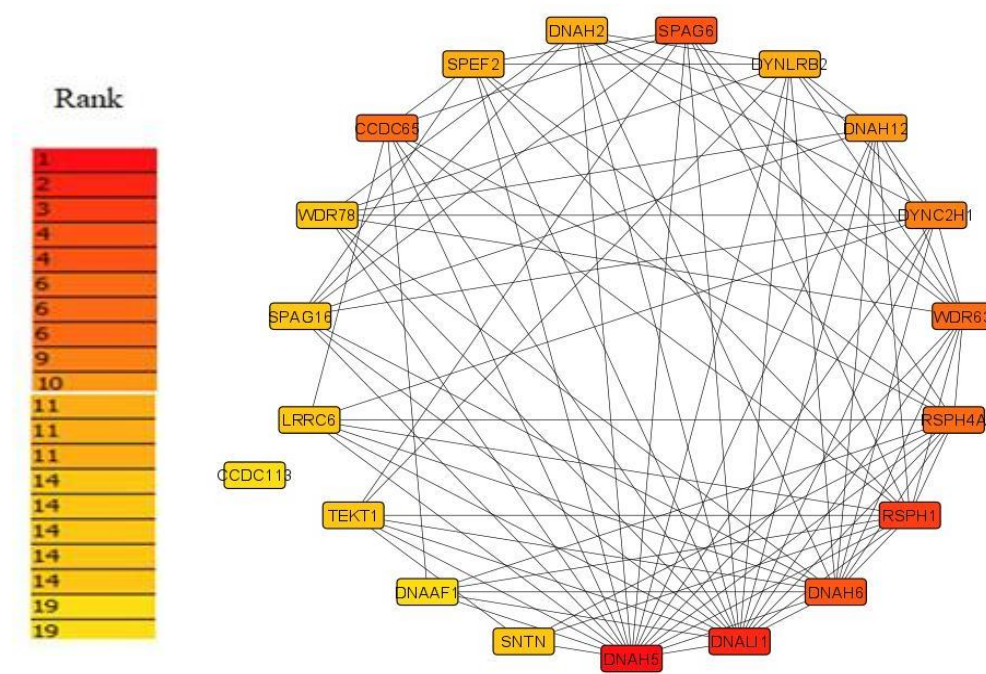 Rank
1
2
3
4
4
6
6
6
9
10
11
11
11
14
14
14
14
14
19
19
DNAH2
SPAG6
SPEF2
DYNLRB2
CCDC65
DNAH12
WDR78
DYNC2H1
SPAG16
WDR63
LRRC6
RSPH4A
CCDC113
TEKT1
RSPH1
DNAAF1
DNAH6
SNTN
DNALI1
DNAH5